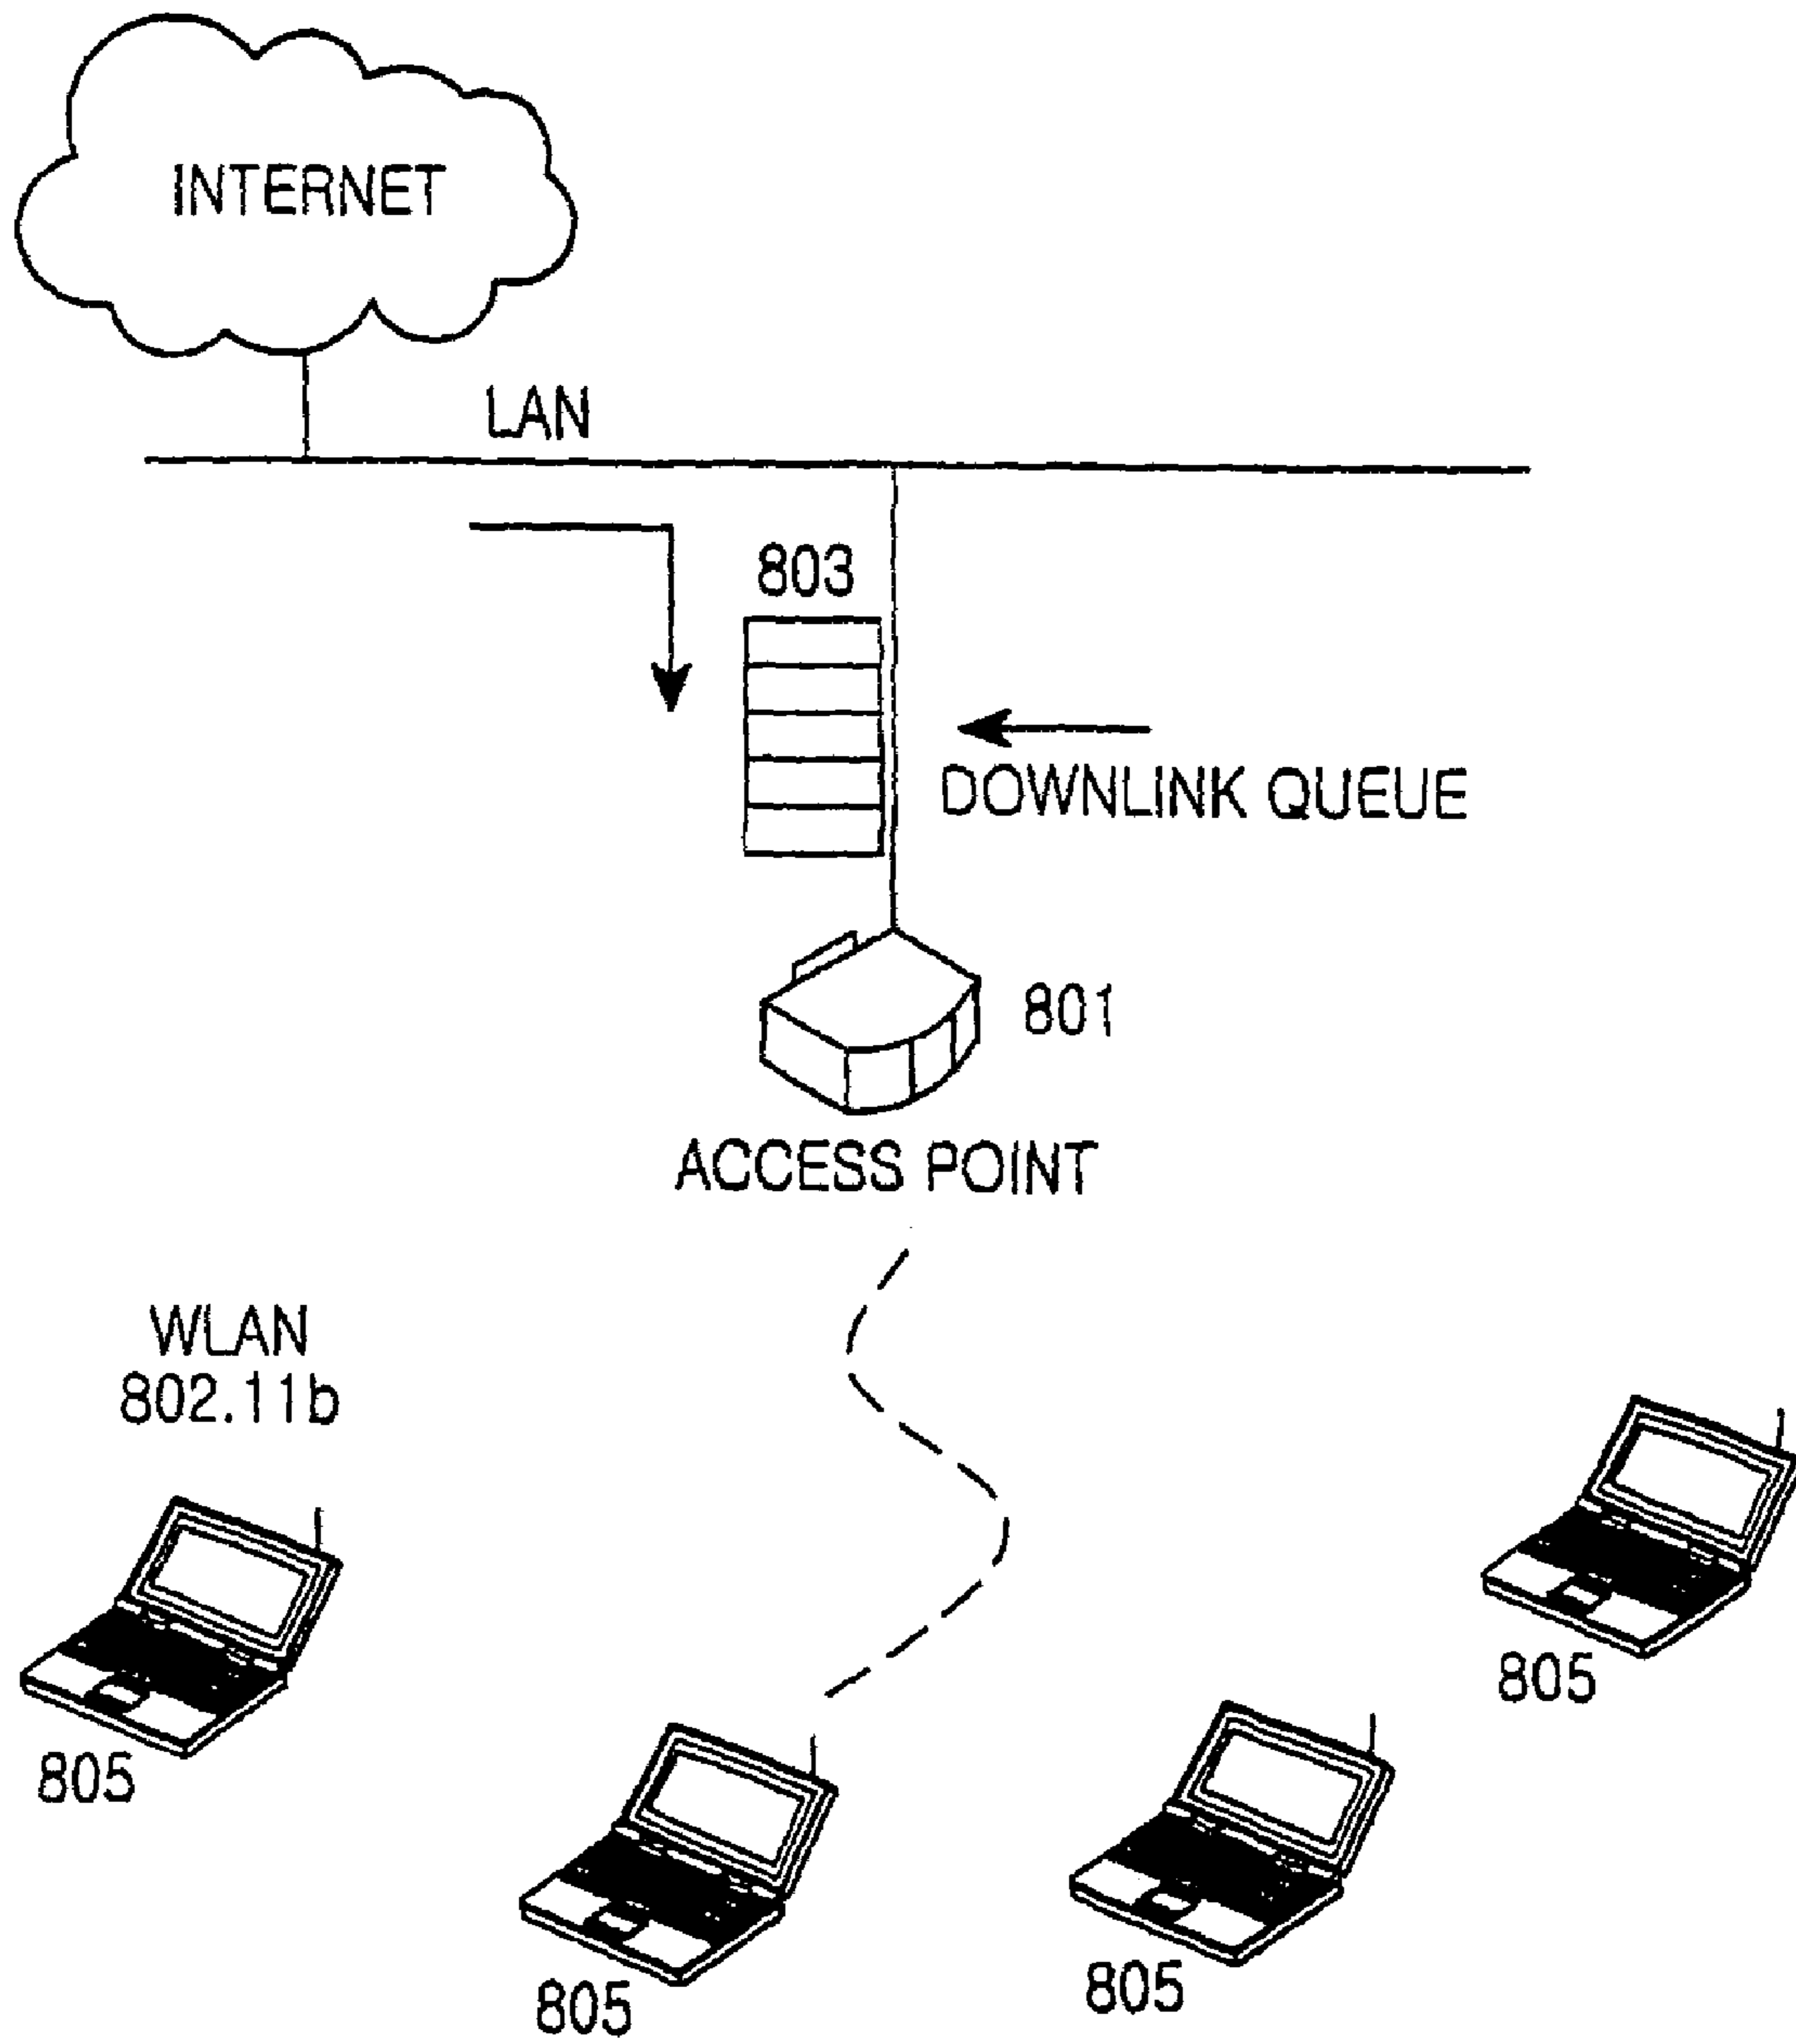 INTERNET
LAN
803
DOWNLINK QUEUE
801
ACCESS POINT
WLAN
802.11b
805
805
805
805